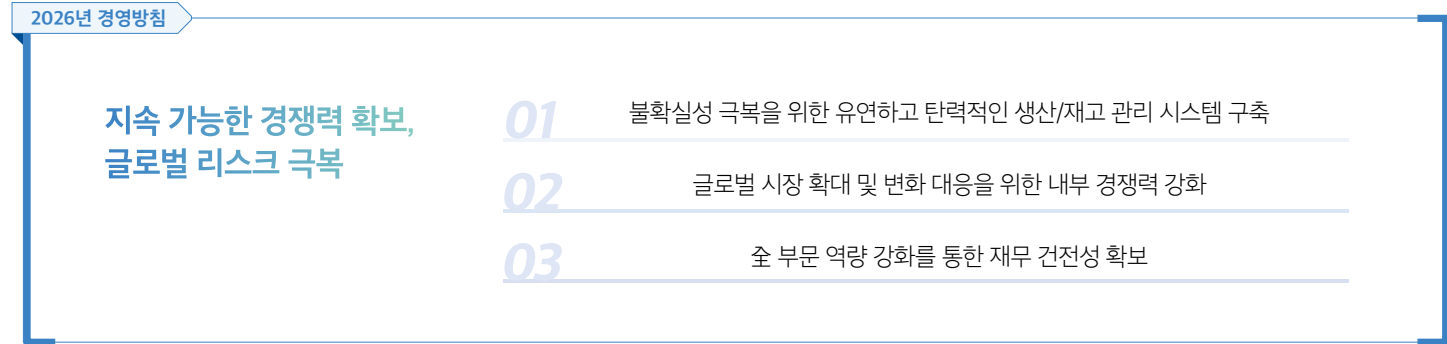 2026년 경영방침
지속 가능한 경쟁력 확보,
글로벌 리스크 극복
01 불확실성 극복을 위한 유연하고 탄력적인 생산/재고 관리 시스템 구축
02 글로벌 시장 확대 및 변화 대응을 위한 내부 경쟁력 강화
03 全 부문 역량 강화를 통한 재무 건전성 확보